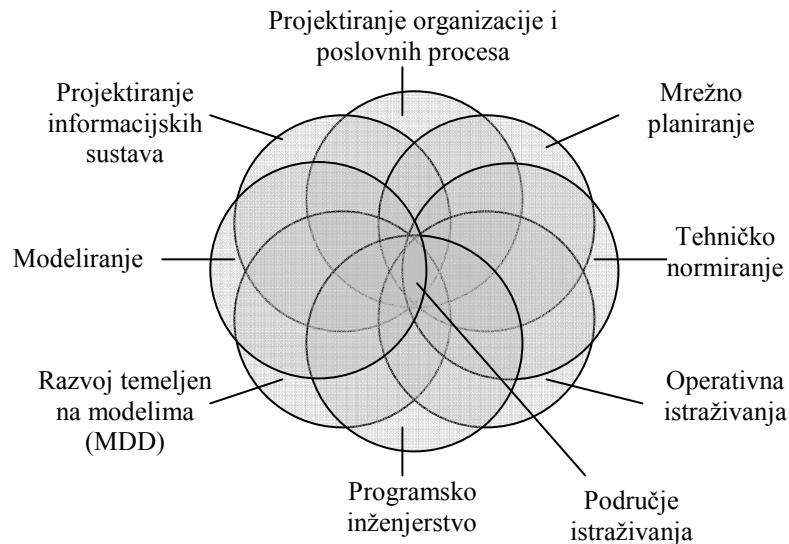 Projektiranje organizacije i
poslovnih procesa
Projektiranje
informacijskih
sustava
Mrežno
planiranje
Modeliranje
Tehničko
normiranje
Razvoj temeljen
na modelima
(MDD)
Operativna
istraživanja
Programsko
inženjerstvo
Područje
istraživanja